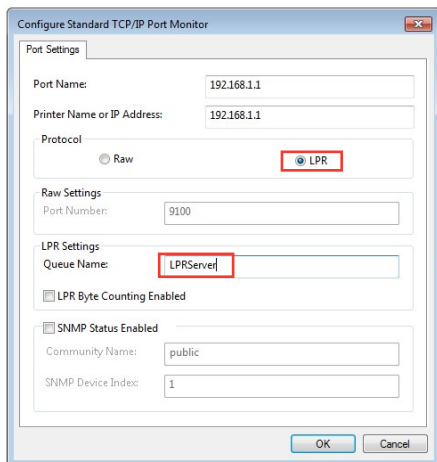 Configure Standard TCP/IP Port Monitor
Port Settings
Port Name: 192.168.1.1
Printer Name or IP Address: 192.168.1.1
Protocol
Raw LPR
Raw Settings
Port Number: 9100
LPR Settings
Queue Name: LPRServer
LPR Byte Counting Enabled
SNMP Status Enabled
Community Name: public
SNMP Device Index: 1
OK Cancel